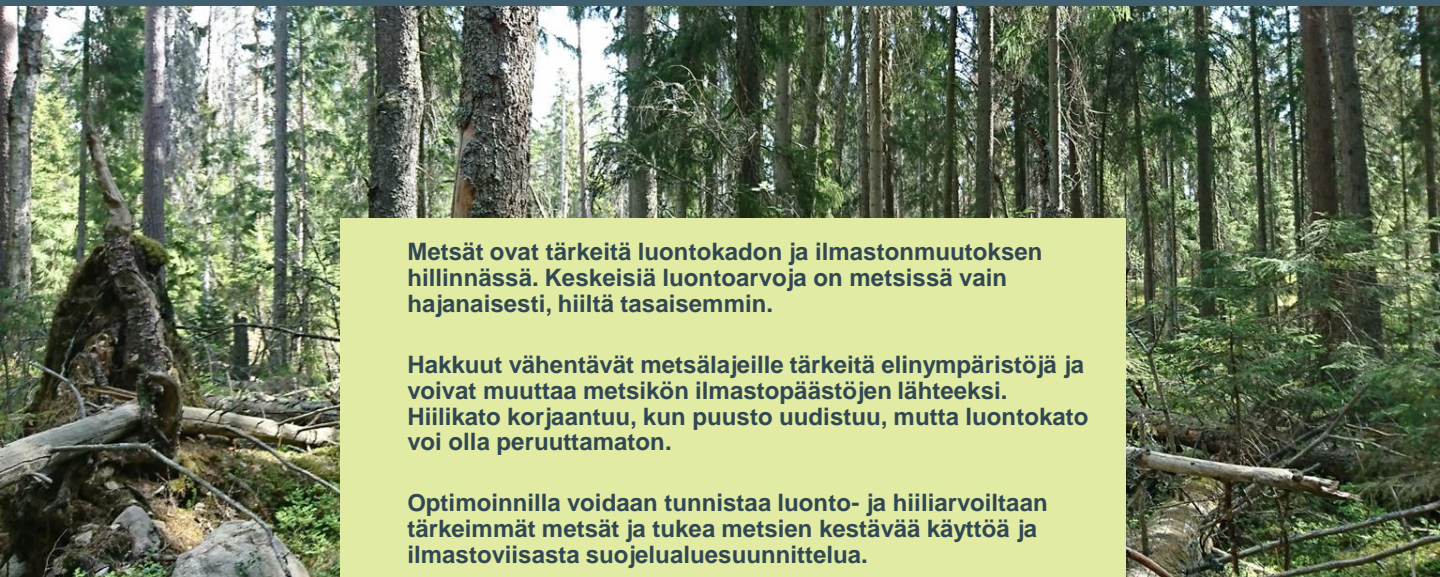 Metsät ovat tärkeitä luontokadon ja ilmastonmuutoksen
hillinnässä. Keskeisiä luontoarvoja on metsissä vain
hajanaisesti, hiiltä tasaisemmin.
Hakkuut vähentävät metsälajeille tärkeitä elinympäristöjä ja
voivat muuttaa metsikön ilmastopäästöjen lähteeksi.
Hiilikato korjaantuu, kun puusto uudistuu, mutta luontokato
voi olla peruuttamaton.
Optimoinnilla voidaan tunnistaa luonto- ja hiiliarvoiltaan
tärkeimmät metsät ja tukea metsien kestävää käyttöä ja
ilmastoviisasta suojelualuesuunnittelua.